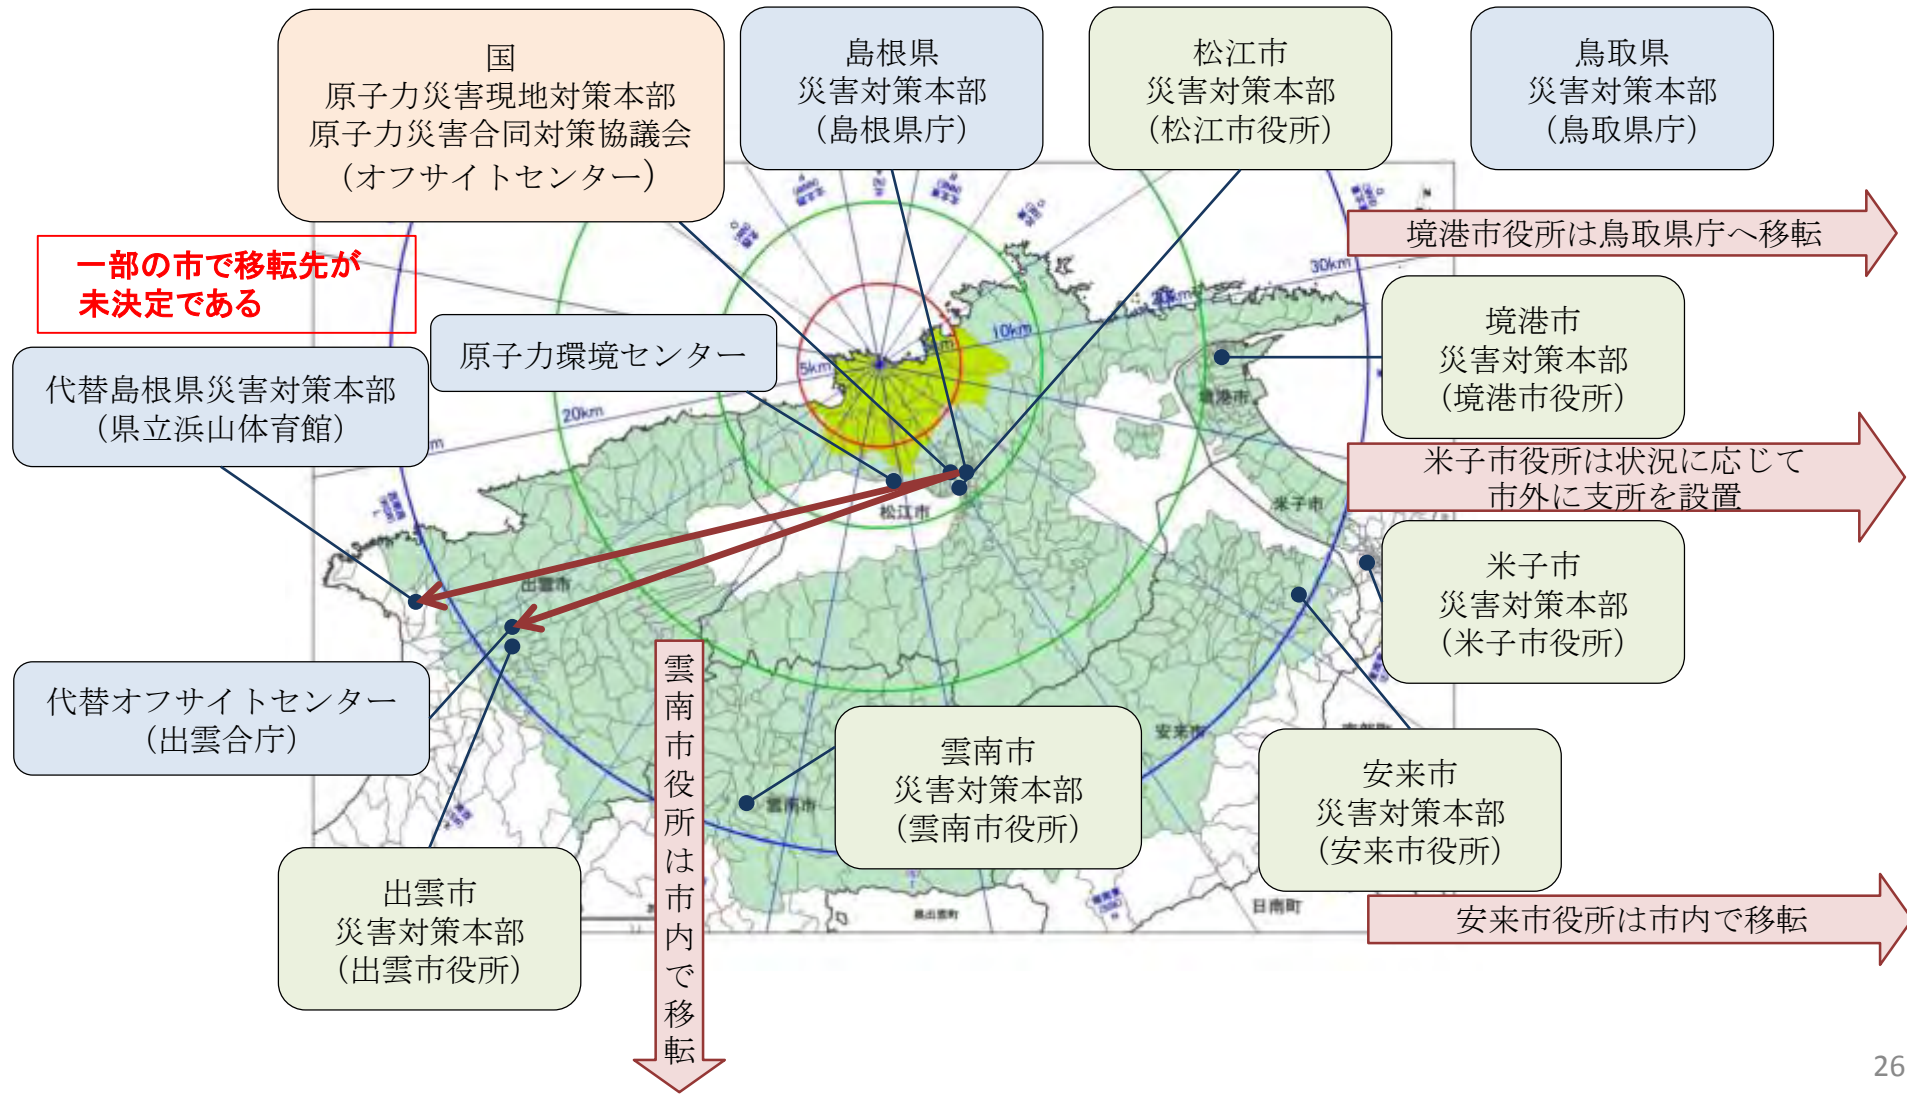 国
原子力災害現地対策本部
原子力災害合同対策協議会
(オフサイトセンター)
島根県
災害対策本部
(島根県庁)
松江市
災害対策本部
(松江市役所)
鳥取県
災害対策本部
(鳥取県庁)
境港市役所は鳥取県庁へ移転
一部の市で移転先が
未決定である
30km
10km
5km
20km
境港市
災害対策本部
(境港市役所)
原子力環境センター
代替島根県災害対策本部
(県立浜山体育館)
境港市
米子市役所は状況に応じて
市外に支所を設置
米子市
松江市
出雲市
米子市
災害対策本部
(米子市役所)
代替オフサイトセンター
(出雲合庁)
雲南市役所は市内で移転
安来市
雲南市
雲南市
災害対策本部
(雲南市役所)
安来市
災害対策本部
(安来市役所)
出雲市
災害対策本部
(出雲市役所)
奥出雲町
日南町
安来市役所は市内で移転
26